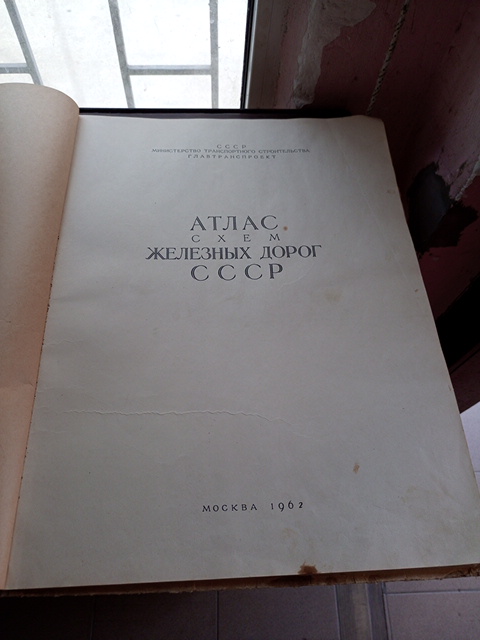 СССР
МИНИСТЕРСТВО ТРАНСПОРТНОГО СТРОИТЕЛЬСТВА
ГЛАВТРАНСПРОЕКТ
АТЛАС
СХЕМ
ЖЕЛЕЗНЫХ ДОРОГ
СССР
МОСКВА 1962